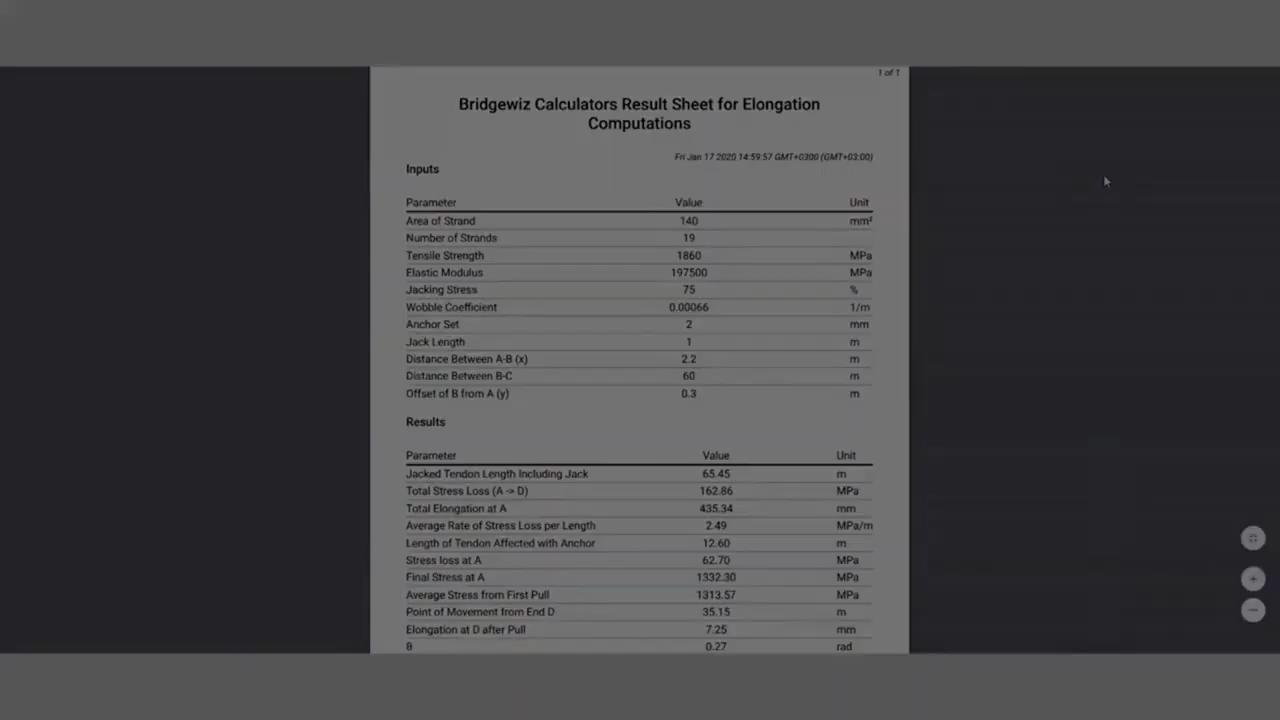 1 of 1
Bridgewiz Calculators Result Sheet for Elongation
Computations
Fri Jan 17 2020 14:59:57 GMT+0300 (GMT+03:00)
Inputs
Parameter Value Unit
Area of Strand 140 mm²
Number of Strands 19
Tensile Strength 1860 MPa
Elastic Modulus 197500 MPa
Jacking Stress 75 %
Wobble Coefficient 0.00066 1/m
Anchor Set 2 mm
Jack Length 1 m
Distance Between A-B (x) 2.2 m
Distance Between B-C 60 m
Offset of B from A (y) 0.3 m
Results
Parameter Value Unit
Jacked Tendon Length Including Jack 65.45 m
Total Stress Loss (A -> D) 162.86 MPa
Total Elongation at A 435.34 mm
Average Rate of Stress Loss per Length 2.49 MPa/m
Length of Tendon Affected with Anchor 12.60 m
Stress loss at A 62.70 MPa
Final Stress at A 1332.30 MPa
Average Stress from First Pull 1313.57 MPa
Point of Movement from End D 35.15 m
Elongation at D after Pull 7.25 mm
θ 0.27 rad